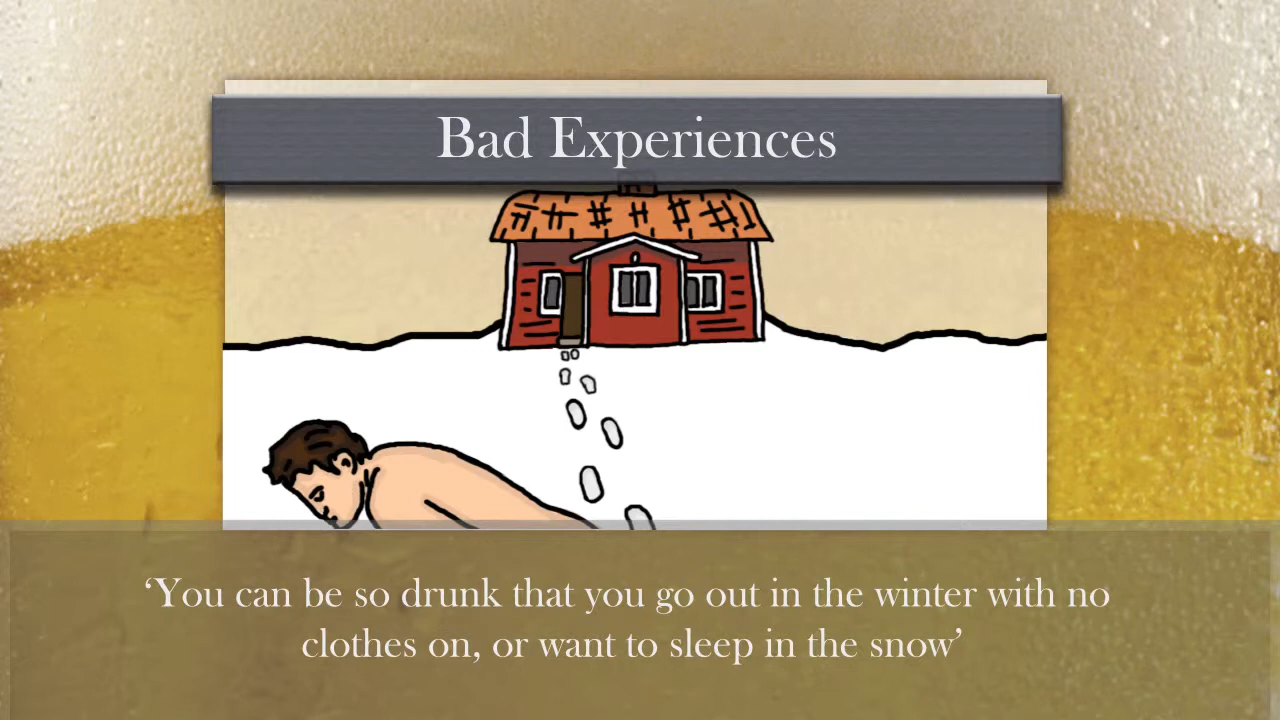 Bad Experiences
‘You can be so drunk that you go out in the winter with no
clothes on, or want to sleep in the snow’